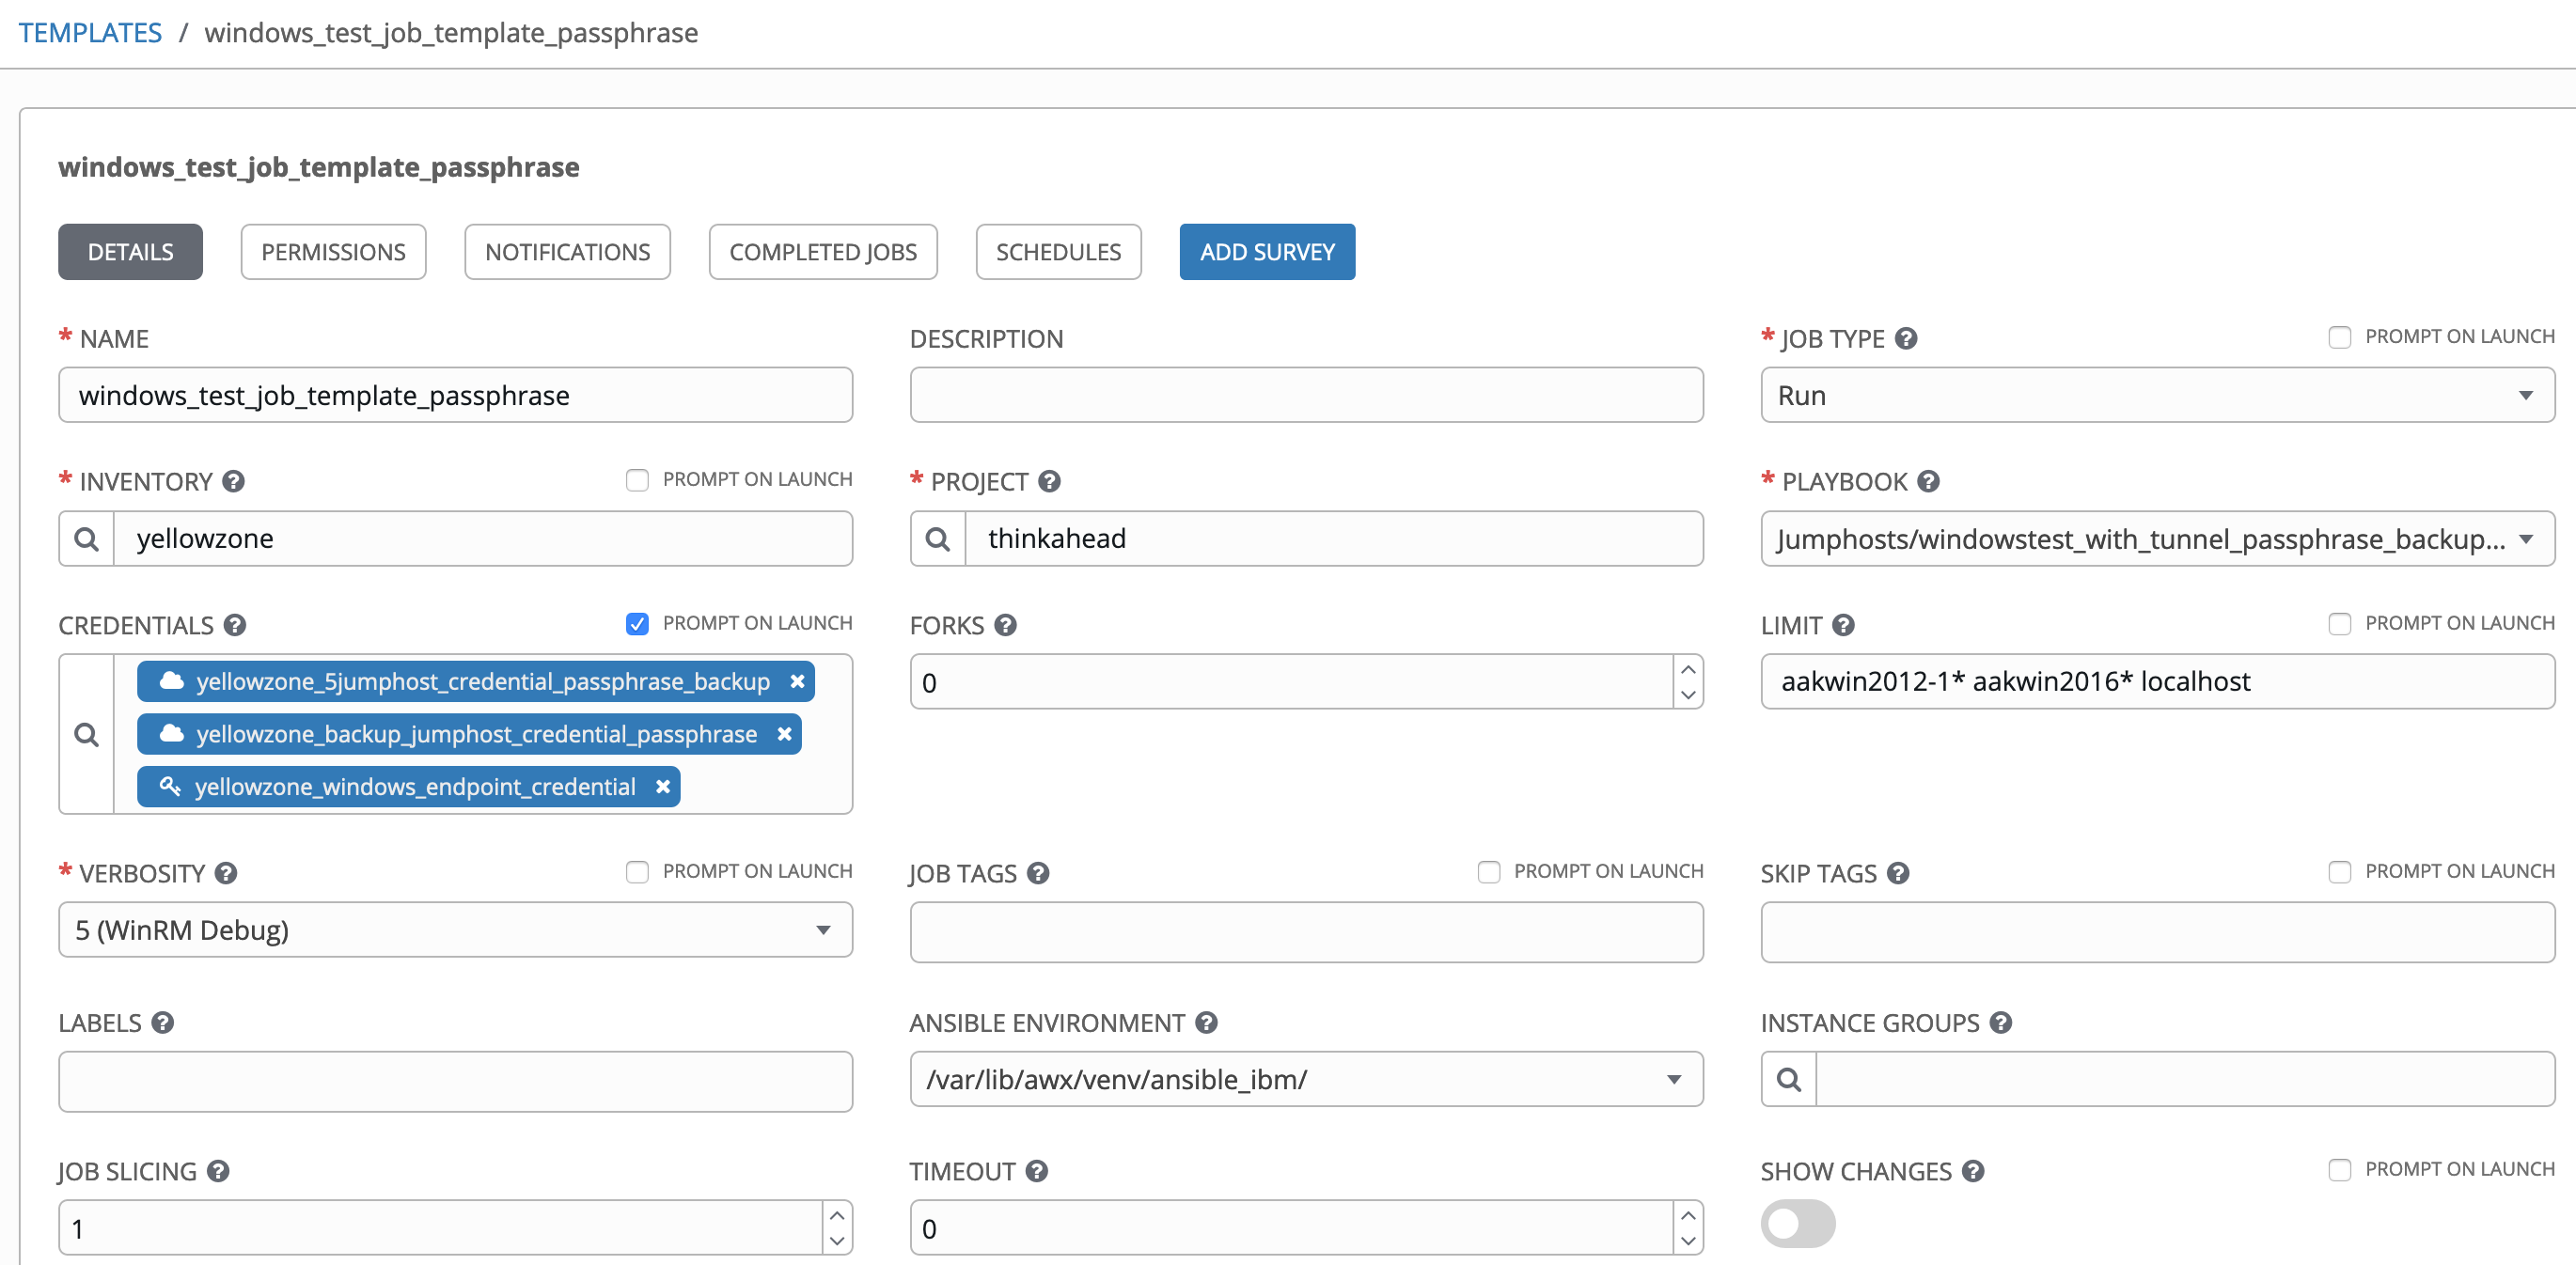 TEMPLATES / windows_test_job_template_passphrase
windows_test_job_template_passphrase
DETAILS PERMISSIONS NOTIFICATIONS COMPLETED JOBS SCHEDULES ADD SURVEY
* NAME DESCRIPTION * JOB TYPE ? PROMPT ON LAUNCH
windows_test_job_template_passphrase Run
* INVENTORY ? PROMPT ON LAUNCH * PROJECT ? * PLAYBOOK ?
yellowzone thinkahead Jumphosts/windowstest_with_tunnel_passphrase_backup...
CREDENTIALS ? PROMPT ON LAUNCH FORKS ? LIMIT ? PROMPT ON LAUNCH
yellowzone_5jumphost_credential_passphrase_backup 0 aakwin2012-1* aakwin2016* localhost
yellowzone_backup_jumphost_credential_passphrase
yellowzone_windows_endpoint_credential
* VERBOSITY ? PROMPT ON LAUNCH JOB TAGS ? PROMPT ON LAUNCH SKIP TAGS ? PROMPT ON LAUNCH
5 (WinRM Debug)
LABELS ? ANSIBLE ENVIRONMENT ? INSTANCE GROUPS ?
/var/lib/awx/venv/ansible_ibm/
JOB SLICING ? TIMEOUT ? SHOW CHANGES ? PROMPT ON LAUNCH
1 0